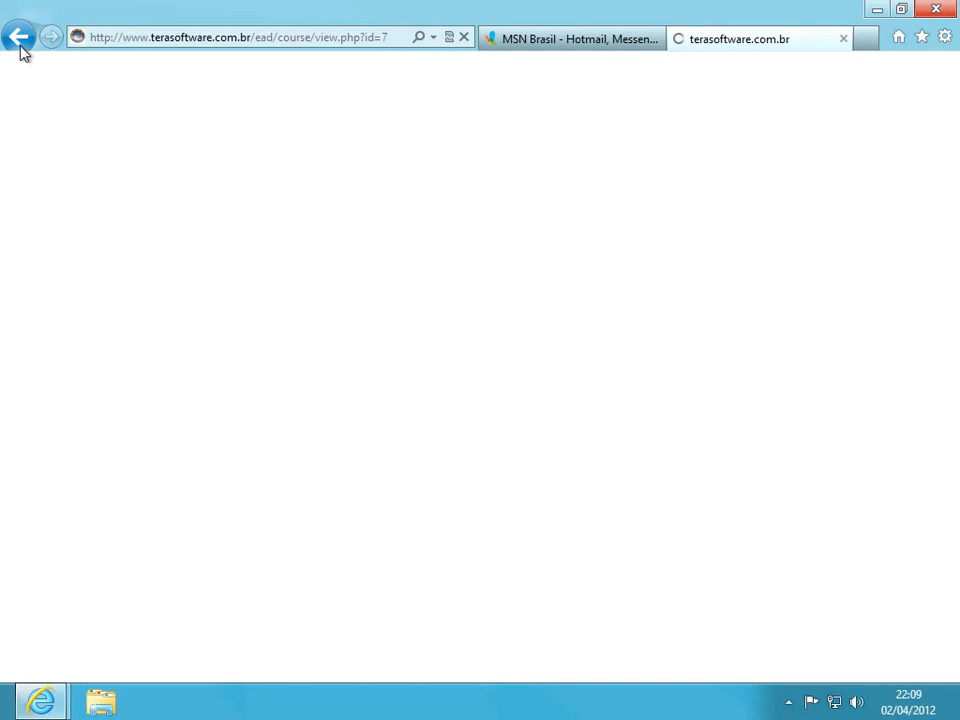 http://www.terasoftware.com.br/ead/course/view.php?id=7
MSN Brasil - Hotmail, Messen...
terasoftware.com.br
22:09
02/04/2012